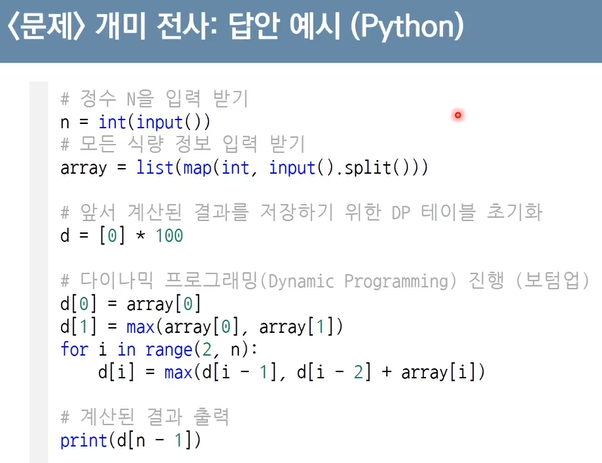 <문제> 개미 전사: 답안 예시 (Python)
# 정수 N을 입력 받기
n = int(input())
# 모든 식량 정보 입력 받기
array = list(map(int, input().split()))
# 앞서 계산된 결과를 저장하기 위한 DP 테이블 초기화
d = [0] * 100
# 다이나믹 프로그래밍(Dynamic Programming) 진행 (보텀업)
d[0] = array[0]
d[1] = max(array[0], array[1])
for i in range(2, n):
    d[i] = max(d[i - 1], d[i - 2] + array[i])
# 계산된 결과 출력
print(d[n - 1])